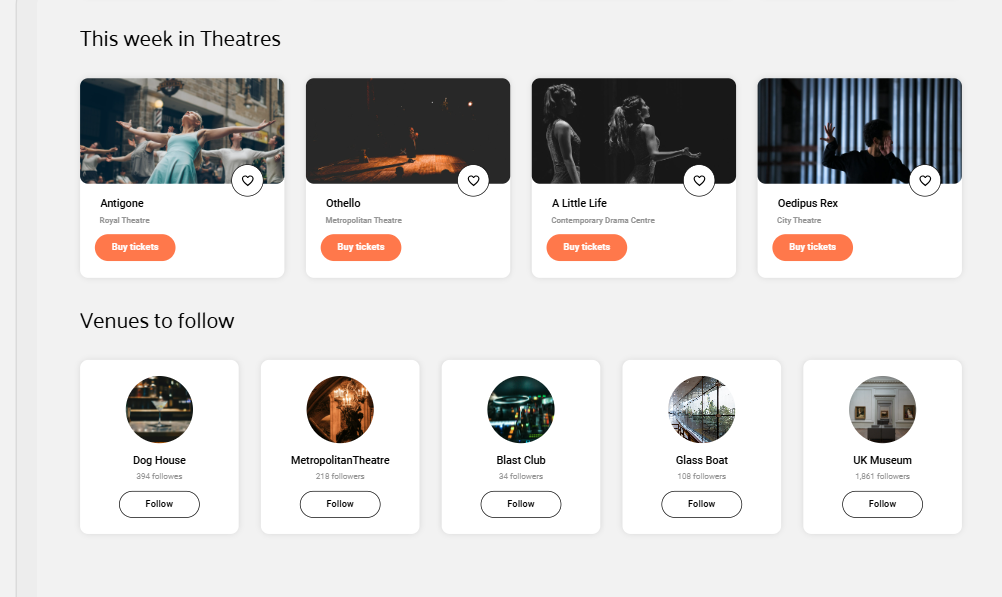 This week in Theatres
Antigone
Royal Theatre
Buy tickets
Othello
Metropolitan Theatre
Buy tickets
A Little Life
Contemporary Drama Centre
Buy tickets
Oedipus Rex
City Theatre
Buy tickets
Venues to follow
Dog House
394 followes
Follow
MetropolitanTheatre
218 followers
Follow
Blast Club
34 followers
Follow
Glass Boat
108 followers
Follow
UK Museum
1,861 followers
Follow